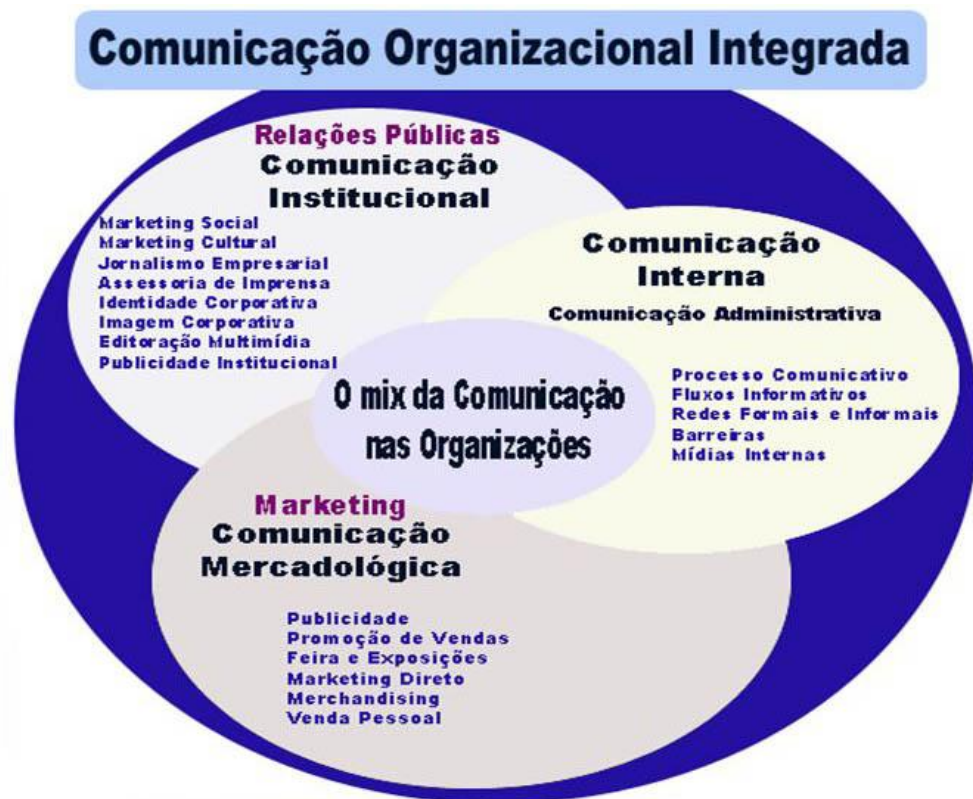 Comunicação Organizacional Integrada
Relações Públicas
Comunicação
Institucional
Marketing Social
Marketing Cultural
Jornalismo Empresarial
Assessoria de Imprensa
Identidade Corporativa
Imagem Corporativa
Editoração Multimídia
Publicidade Institucional
Comunicação
Interna
Comunicação Administrativa
Processo Comunicativo
Fluxos Informativos
Redes Formais e Informais
Barreiras
Mídias Internas
O mix da Comunicação
nas Organizações
Marketing
Comunicação
Mercadológica
Publicidade
Promoção de Vendas
Feira e Exposições
Marketing Direto
Merchandising
Venda Pessoal